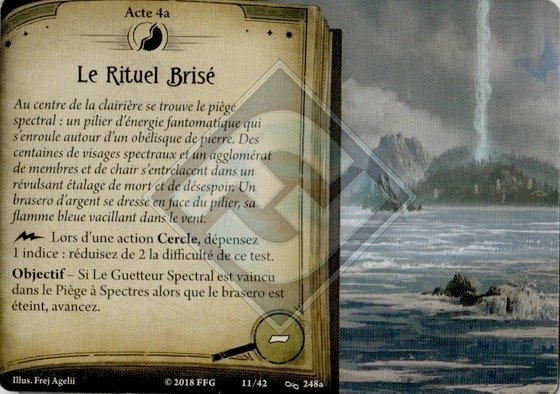 Acte 4a
Le Rituel Brisé
Au centre de la clairière se trouve le piège
spectral : un pilier d'énergie fantomatique qui
s'enroule autour d'un obélisque de pierre. Des
centaines de visages spectraux et un agglomérat
de membres et de chair s'entrelacent dans un
révulsant étalage de mort et de désespoir. Un
brasero d'argent se dresse en face du pilier, sa
flamme bleue vacillant dans le vent.
Lors d'une action Cercle, dépensez
1 indice : réduisez de 2 la difficulté de ce test.
Objectif – Si Le Guetteur Spectral est vaincu
dans le Piège à Spectres alors que le brasero est
éteint, avancez.
–
Illus. Frej Agelii
© 2018 FFG
11/42
248a